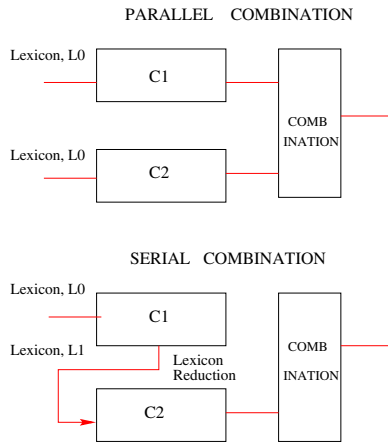 PARALLEL COMBINATION
Lexicon, L0
C1
COMB
INATION
Lexicon, L0
C2
SERIAL COMBINATION
Lexicon, L0
C1
Lexicon, L1
Lexicon
Reduction
COMB
INATION
C2